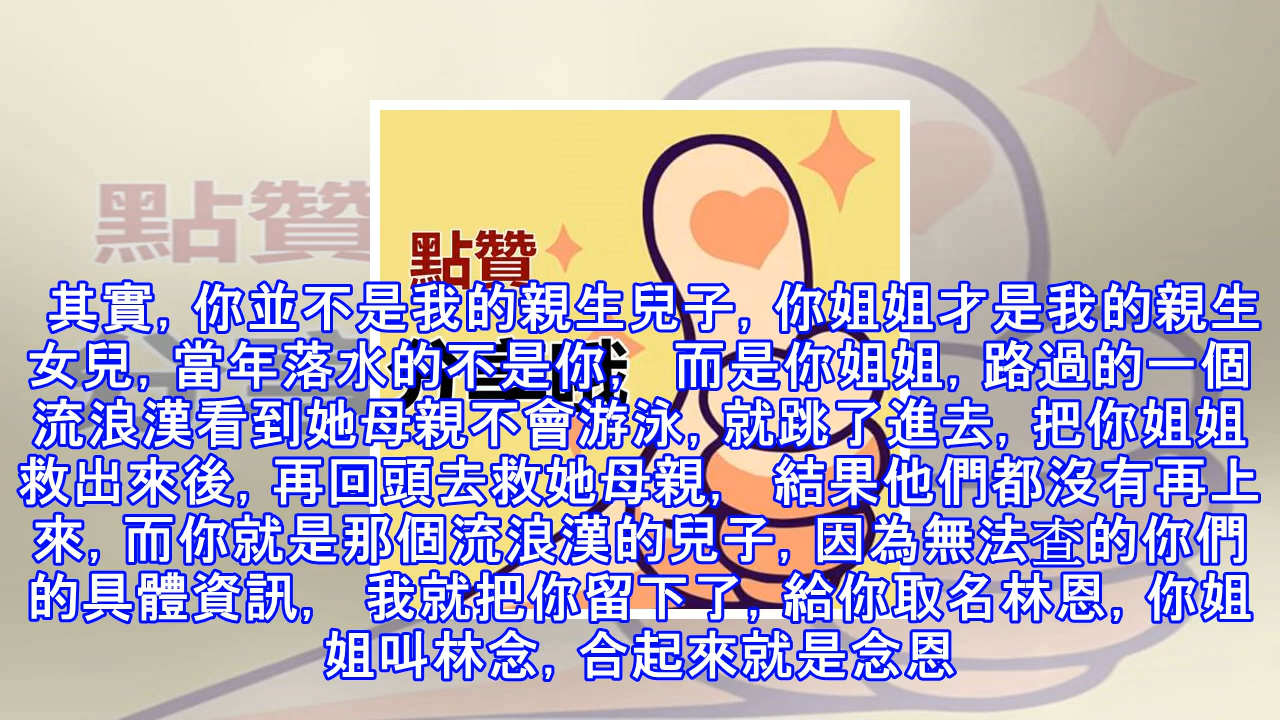 點贊
點贊
其實, 你並不是我的親生兒子, 你姐姐才是我的親生
女兒, 當年落水的不是你, 而是你姐姐, 路過的一個
流浪漢看到她母親不會游泳, 就跳了進去, 把你姐姐
救出來後, 再回頭去救她母親, 結果他們都沒有再上
來, 而你就是那個流浪漢的兒子, 因為無法查的你們
的具體資訊, 我就把你留下了, 給你取名林恩, 你姐
姐叫林念, 合起來就是念恩